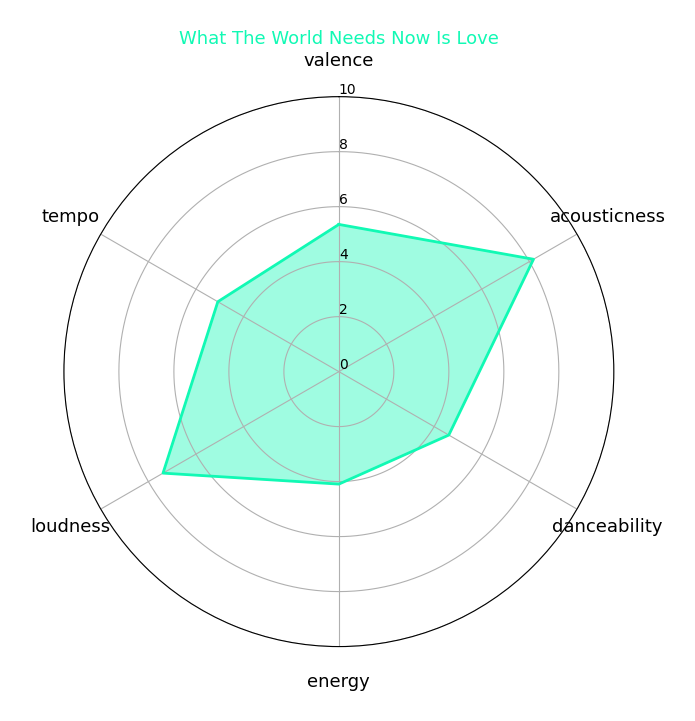 What The World Needs Now Is Love
valence
10
8
6
4
2
0
tempo
acousticness
loudness
danceability
energy